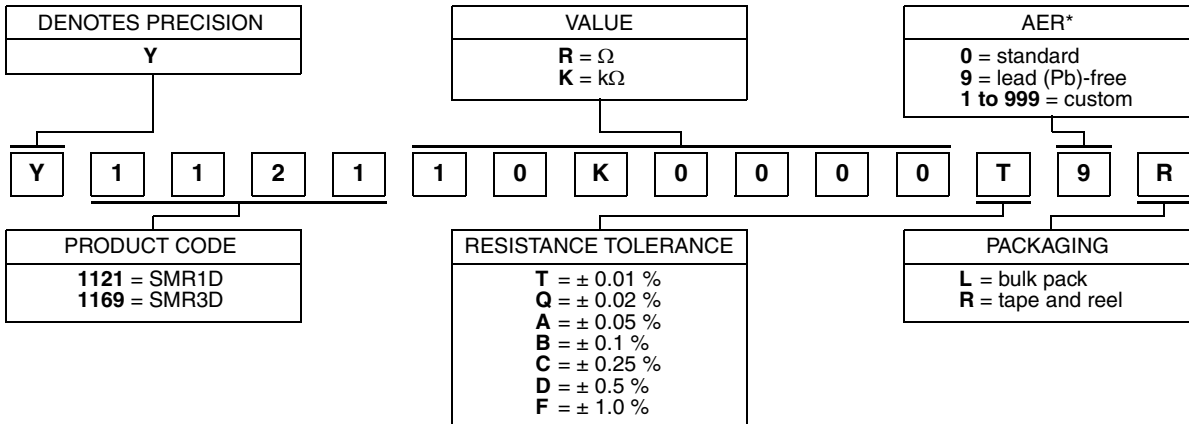 DENOTES PRECISION
Y
VALUE
R = Ω
K = kΩ
AER*
0 = standard
9 = lead (Pb)-free
1 to 999 = custom
Y 1 1 2 1 1 0 K 0 0 0 0 T 9 R
PRODUCT CODE
1121 = SMR1D
1169 = SMR3D
RESISTANCE TOLERANCE
T = ± 0.01 %
Q = ± 0.02 %
A = ± 0.05 %
B = ± 0.1 %
C = ± 0.25 %
D = ± 0.5 %
F = ± 1.0 %
PACKAGING
L = bulk pack
R = tape and reel